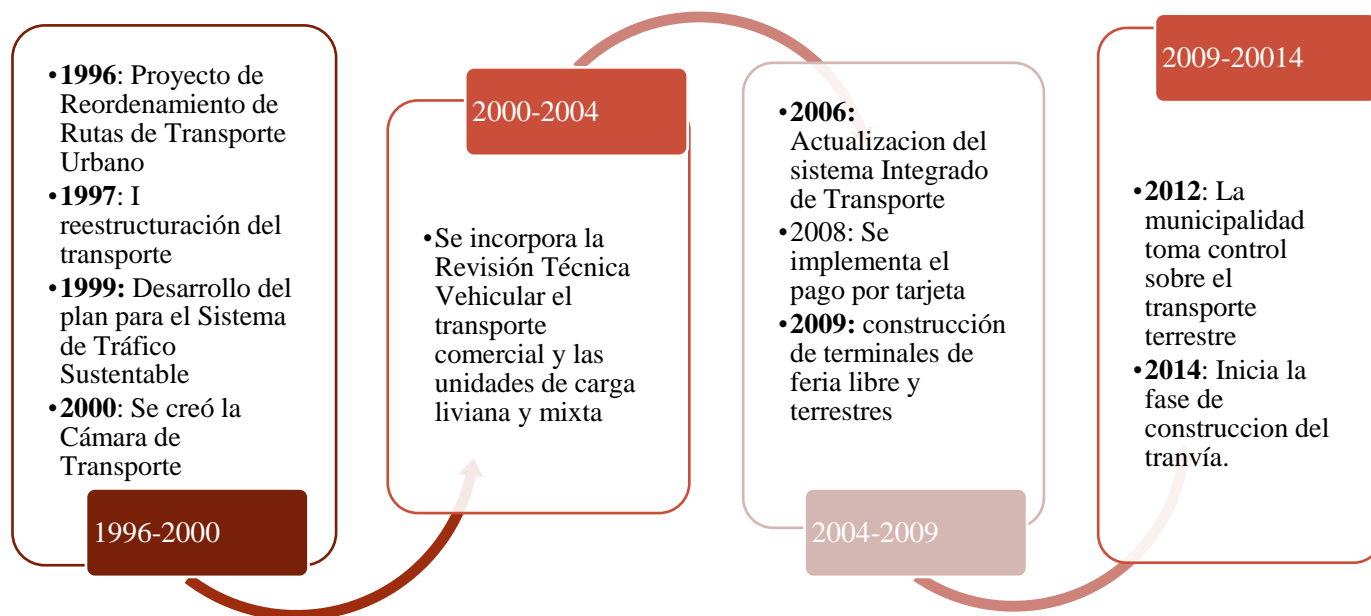 •1996: Proyecto de
Reordenamiento de
Rutas de Transporte
Urbano
•1997: I
reestructuración del
transporte
•1999: Desarrollo del
plan para el Sistema
de Tráfico
Sustentable
•2000: Se creó la
Cámara de
Transporte
1996-2000
2000-2004
•Se incorpora la
Revisión Técnica
Vehicular el
transporte
comercial y las
unidades de carga
liviana y mixta
•2006:
Actualizacion del
sistema Integrado
de Transporte
•2008: Se
implementa el
pago por tarjeta
•2009: construcción
de terminales de
feria libre y
terrestres
2004-2009
2009-20014
•2012: La
municipalidad
toma control
sobre el
transporte
terrestre
•2014: Inicia la
fase de
construccion del
tranvía.